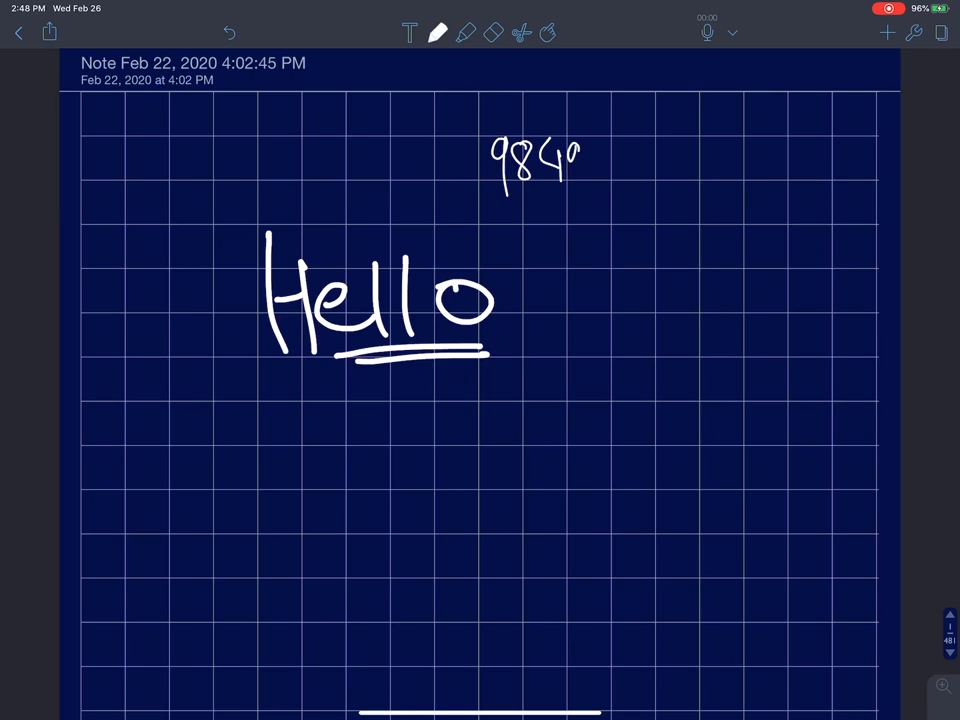 2:48 PM Wed Feb 26
96%
00:00
T
Note Feb 22, 2020 4:02:45 PM
Feb 22, 2020 at 4:02 PM
984
Hello
1
481